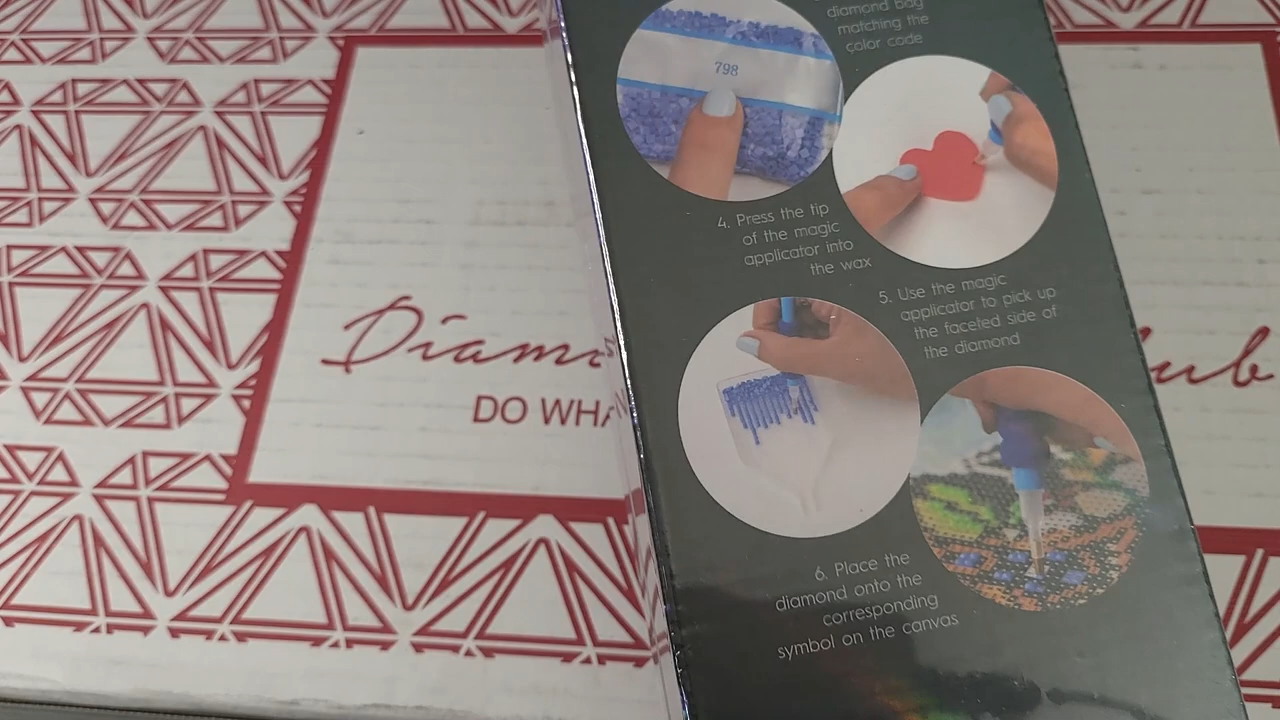 diamond bag
matching the
color code
798
4. Press the tip
of the magic
applicator into
the wax
5. Use the magic
applicator to pick up
the faceted side of
the diamond
6. Place the
diamond onto the
corresponding
symbol on the canvas
DO